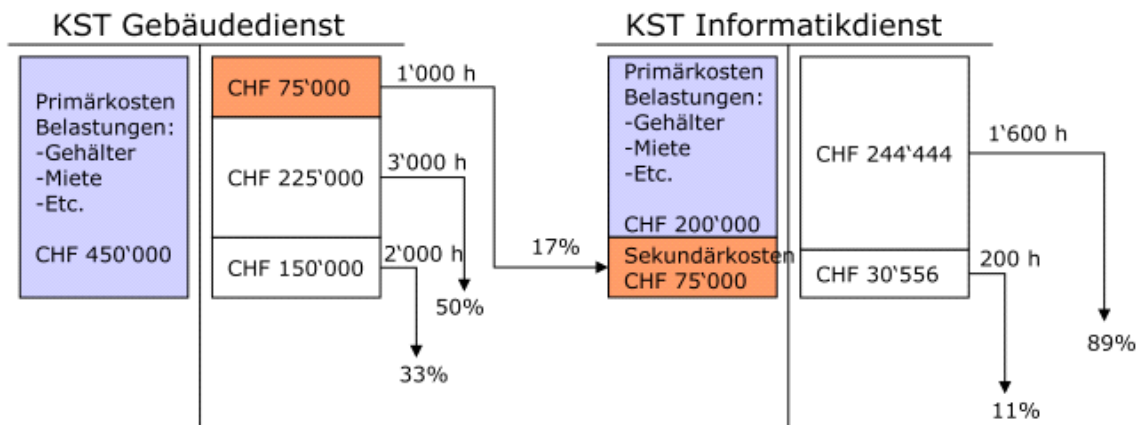 KST Gebäudedienst
Primärkosten
Belastungen:
-Gehälter
-Miete
-Etc.
CHF 450‘000
CHF 75‘000
CHF 225‘000
CHF 150‘000
1‘000 h
3‘000 h
2‘000 h
50%
33%
17%
KST Informatikdienst
Primärkosten
Belastungen:
-Gehälter
-Miete
-Etc.
CHF 200‘000
Sekundärkosten
CHF 75‘000
CHF 244‘444
CHF 30‘556
1‘600 h
200 h
89%
11%